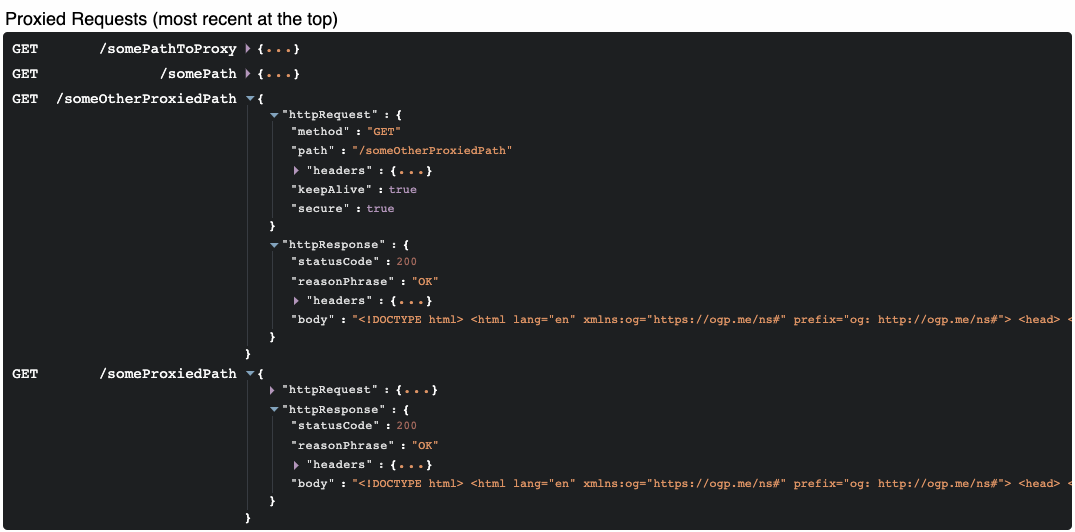 Proxied Requests (most recent at the top)
GET /somePathToProxy {...}
GET /somePath {...}
GET /someOtherProxiedPath {
"httpRequest" : {
"method" : "GET"
"path" : "/someOtherProxiedPath"
"headers" : {...}
"keepAlive" : true
"secure" : true
}
"httpResponse" : {
"statusCode" : 200
"reasonPhrase" : "OK"
"headers" : {...}
"body" : "<!DOCTYPE html> <html lang="en" xmlns:og="https://ogp.me/ns#" prefix="og: http://ogp.me/ns#"> <head> <
}
}
GET /someProxiedPath {
"httpRequest" : {...}
"httpResponse" : {
"statusCode" : 200
"reasonPhrase" : "OK"
"headers" : {...}
"body" : "<!DOCTYPE html> <html lang="en" xmlns:og="https://ogp.me/ns#" prefix="og: http://ogp.me/ns#"> <head> <
}
}